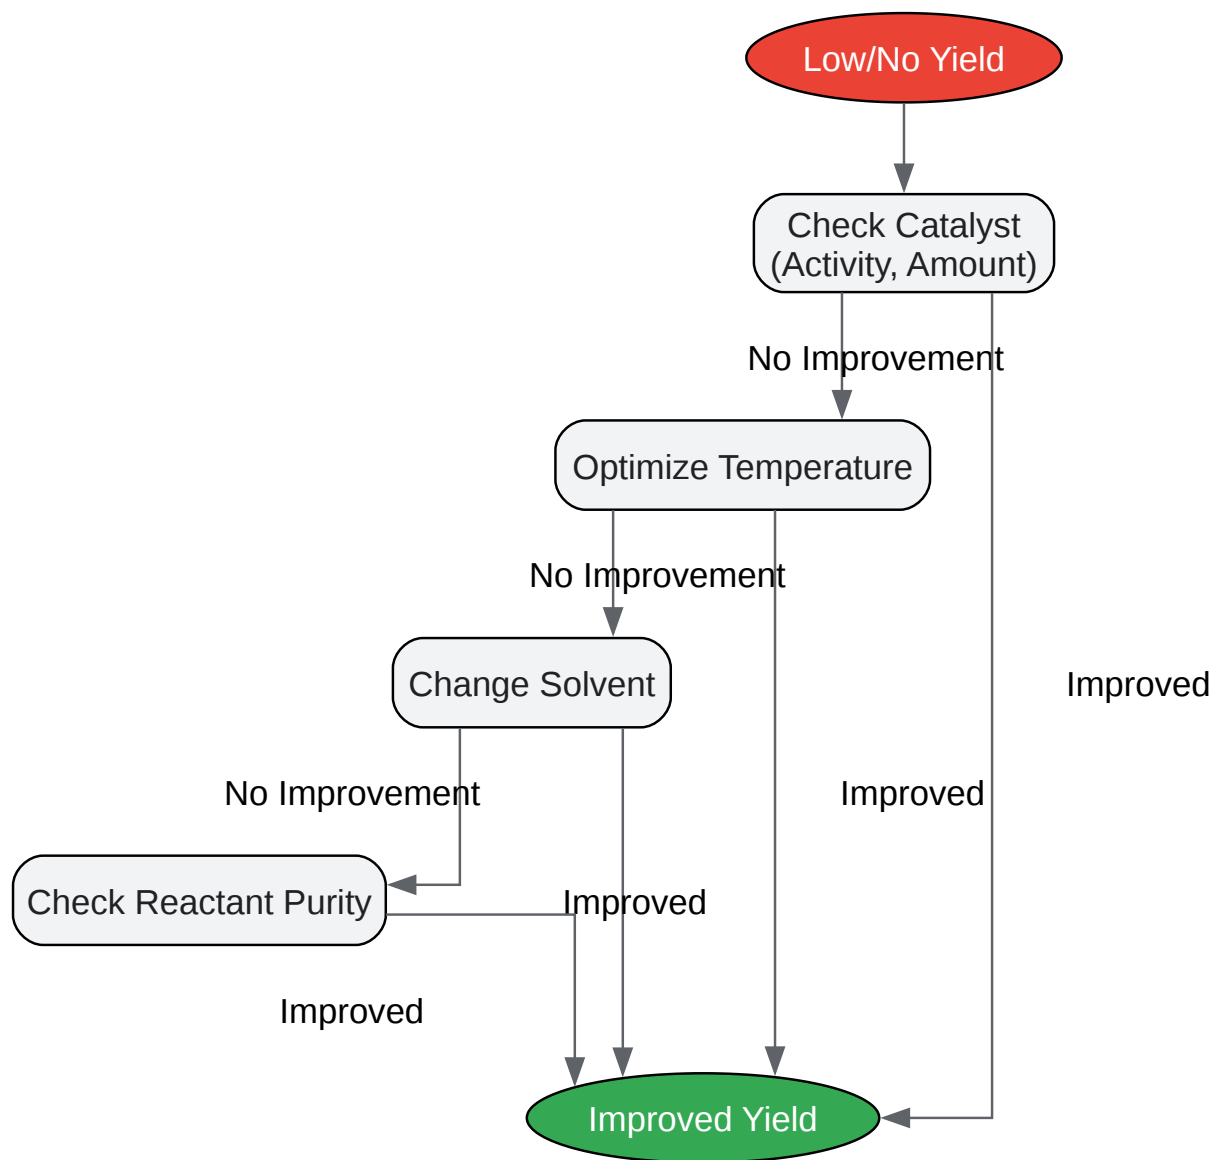 Low/No Yield
Check Catalyst
(Activity, Amount)
No Improvement
Optimize Temperature
No Improvement
Change Solvent
Improved
No Improvement
Improved
Check Reactant Purity
Improved
Improved
Improved Yield